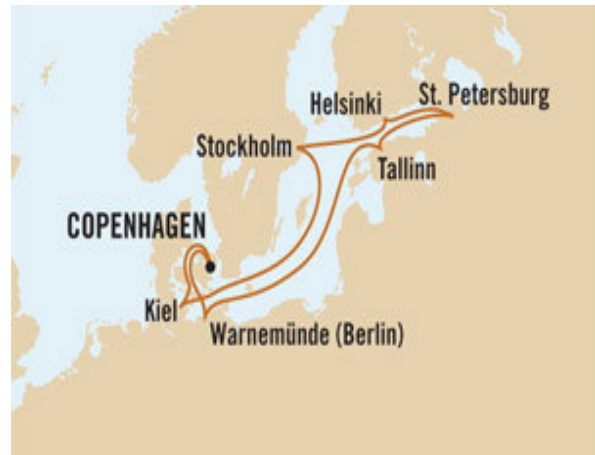 Helsinki
St. Petersburg
Stockholm
Tallinn
COPENHAGEN
Kiel
Warnemünde (Berlin)